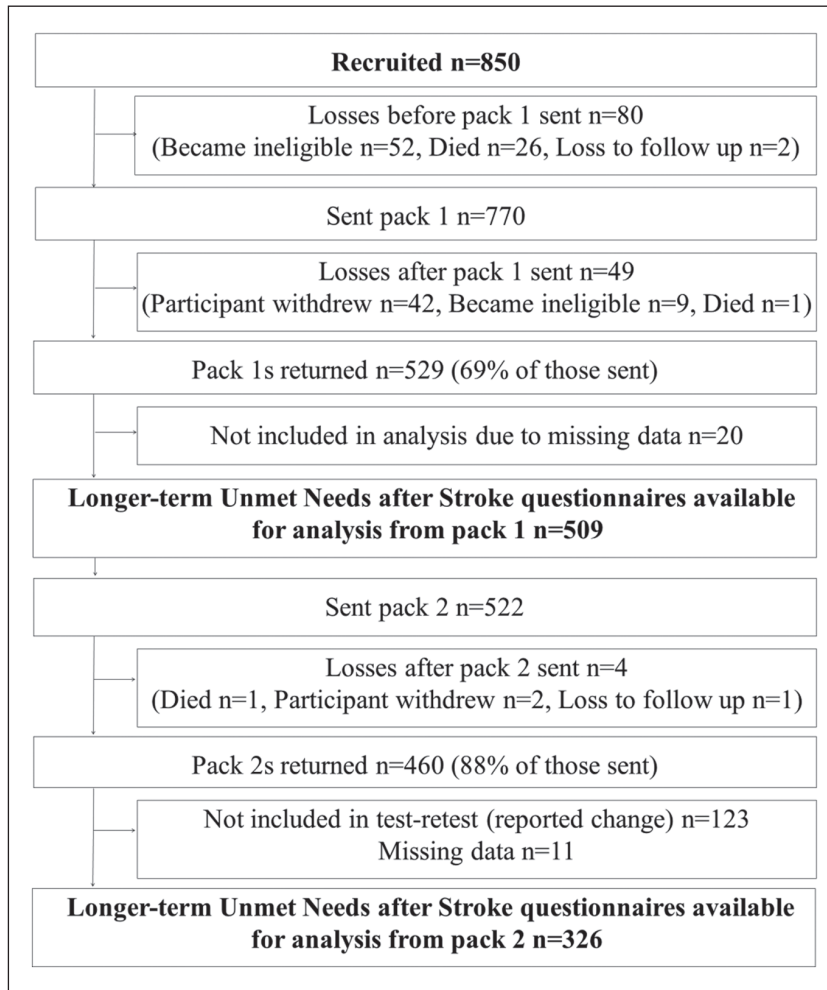 Recruited n=850
Losses before pack 1 sent n=80
(Became ineligible n=52, Died n=26, Loss to follow up n=2)
Sent pack 1 n=770
Losses after pack 1 sent n=49
(Participant withdrew n=42, Became ineligible n=9, Died n=1)
Pack 1s returned n=529 (69% of those sent)
Not included in analysis due to missing data n=20
Longer-term Unmet Needs after Stroke questionnaires available
for analysis from pack 1 n=509
Sent pack 2 n=522
Losses after pack 2 sent n=4
(Died n=1, Participant withdrew n=2, Loss to follow up n=1)
Pack 2s returned n=460 (88% of those sent)
Not included in test-retest (reported change) n=123
Missing data n=11
Longer-term Unmet Needs after Stroke questionnaires available
for analysis from pack 2 n=326